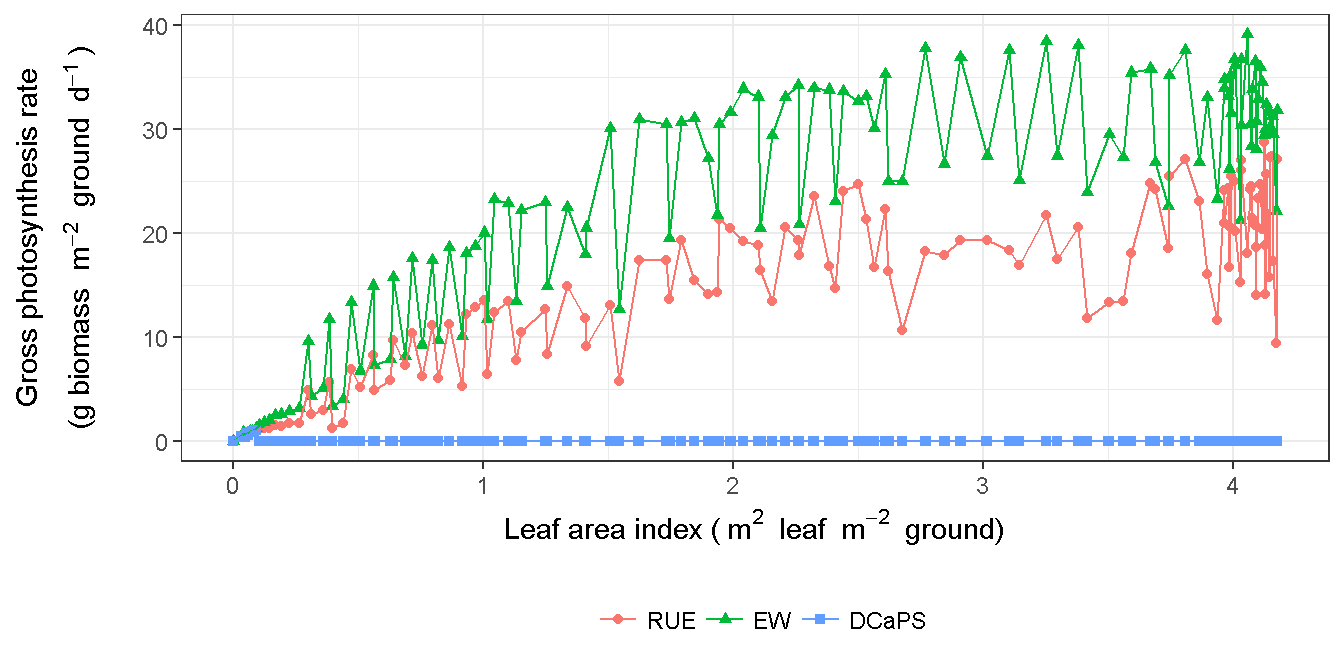 Gross photosynthesis rate
(g biomass m⁻² ground d⁻¹)
40
30
20
10
0
0 1 2 3 4
Leaf area index ( m² leaf m⁻² ground)
RUE EW DCaPS